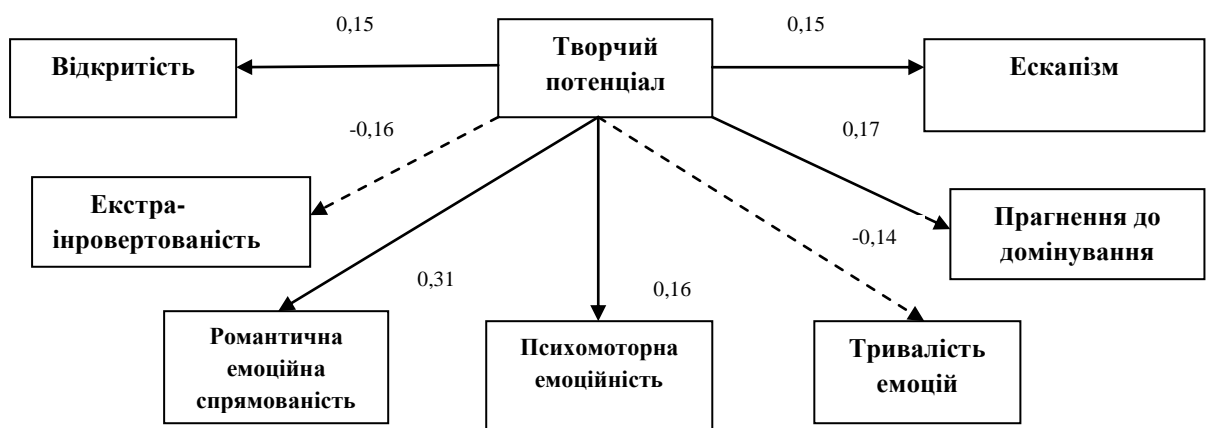 0,15
Творчий
потенціал
0,15
Відкритість
Ескапізм
-0,16
0,17
Екстра-
інровертованість
Прагнення до
домінування
-0,14
0,31
0,16
Романтична
емоційна
спрямованість
Психомоторна
емоційність
Тривалість
емоцій